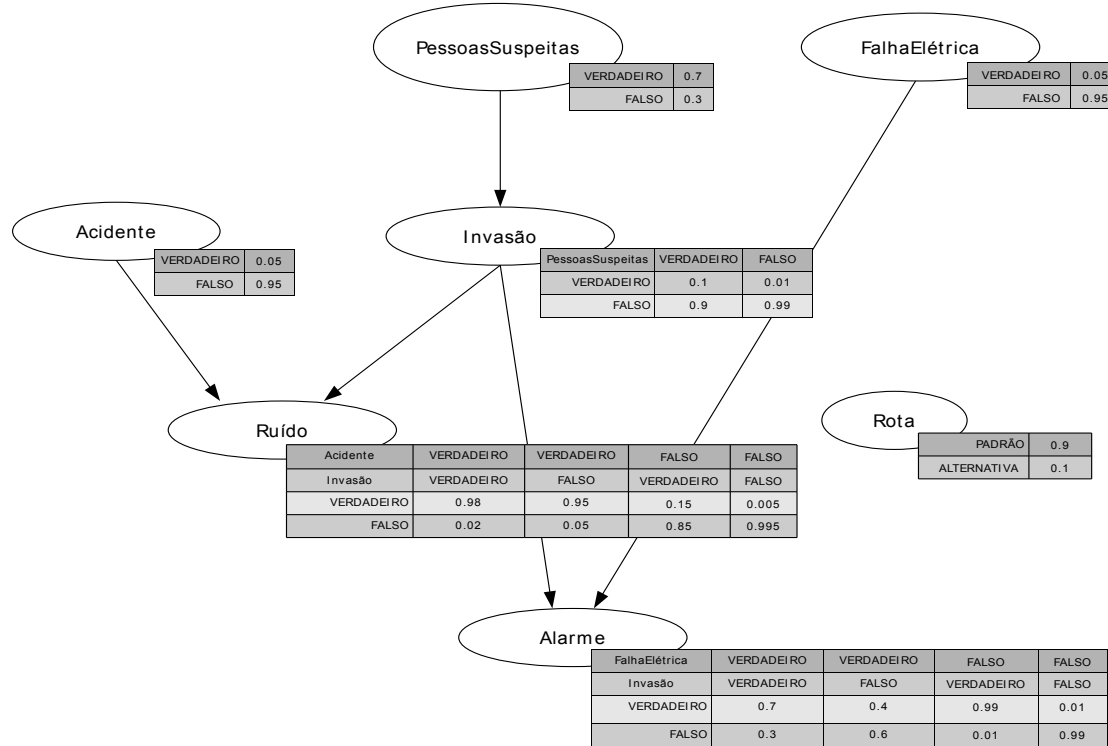 PessoasSuspeitas
VERDADEIRO 0.7
FALSO 0.3
FalhaElétrica
VERDADEIRO 0.05
FALSO 0.95
Acidente
VERDADEIRO 0.05
FALSO 0.95
Invasão
PessoasSuspeitas VERDADEIRO FALSO
VERDADEIRO 0.1 0.01
FALSO 0.9 0.99
Ruído
Acidente VERDADEIRO VERDADEIRO FALSO FALSO
Invasão VERDADEIRO FALSO VERDADEIRO FALSO
VERDADEIRO 0.98 0.95 0.15 0.005
FALSO 0.02 0.05 0.85 0.995
Rota
PADRÃO 0.9
ALTERNATIVA 0.1
Alarme
FalhaElétrica VERDADEIRO VERDADEIRO FALSO FALSO
Invasão VERDADEIRO FALSO VERDADEIRO FALSO
VERDADEIRO 0.7 0.4 0.99 0.01
FALSO 0.3 0.6 0.01 0.99